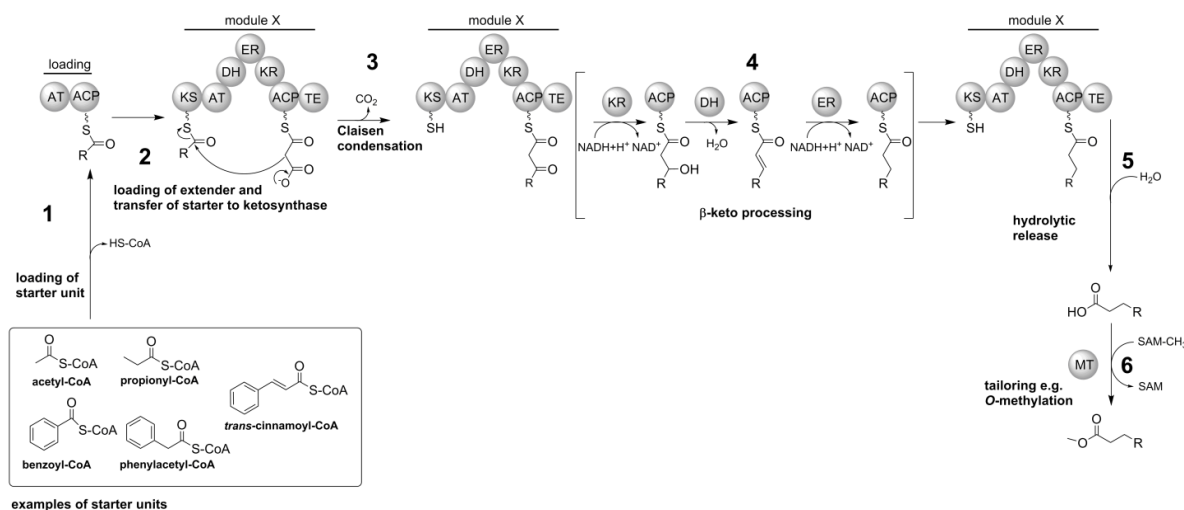 module X
module X
module X
loading
AT ACP
KS AT DH ER KR ACP TE
3
CO2
Claisen
condensation
KS AT DH ER KR ACP TE
4
KR ACP DH ACP ER ACP
KS AT DH ER KR ACP TE
S
O
R
2
loading of extender and
transfer of starter to ketosynthase
S
O
R
S
O
O
-O
SH
S
O
O
R
NADH+H+ NAD+
S
O
OH
R
H2O
S
O
R
NADH+H+ NAD+
S
O
R
β-keto processing
SH
S
O
R
5
H2O
hydrolytic
release
1
HS-CoA
loading of
starter unit
O
HO
R
MT
6
SAM-CH3
SAM
tailoring e.g.
O-methylation
O
O
R
O
S-CoA
acetyl-CoA
O
S-CoA
propionyl-CoA
O
S-CoA
trans-cinnamoyl-CoA
O
S-CoA
benzoyl-CoA
O
S-CoA
phenylacetyl-CoA
examples of starter units